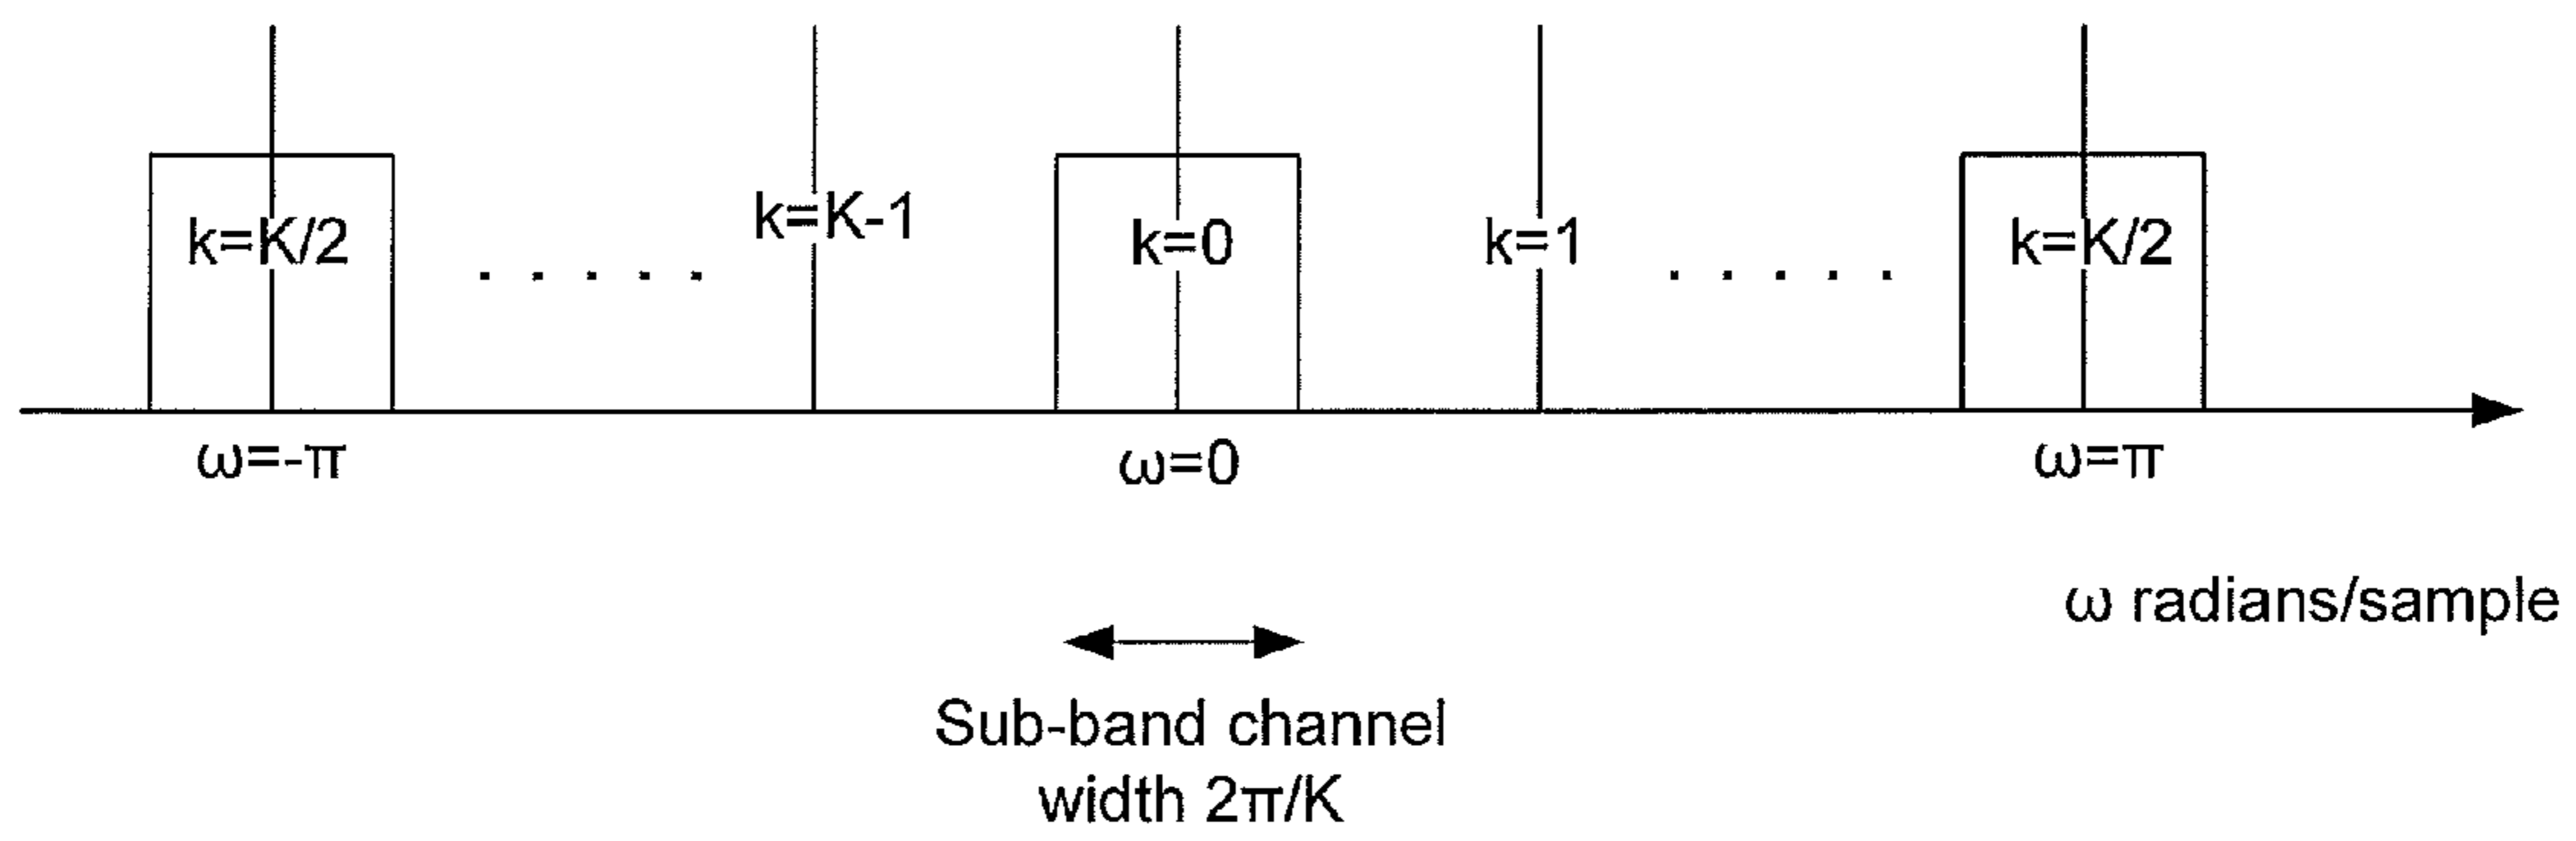 k=K-1
k=K/2
.....
k=0
k=1
.....
k=K/2
ω=-π
ω=0
ω=π
ω radians/sample
Sub-band channel
width 2π/K